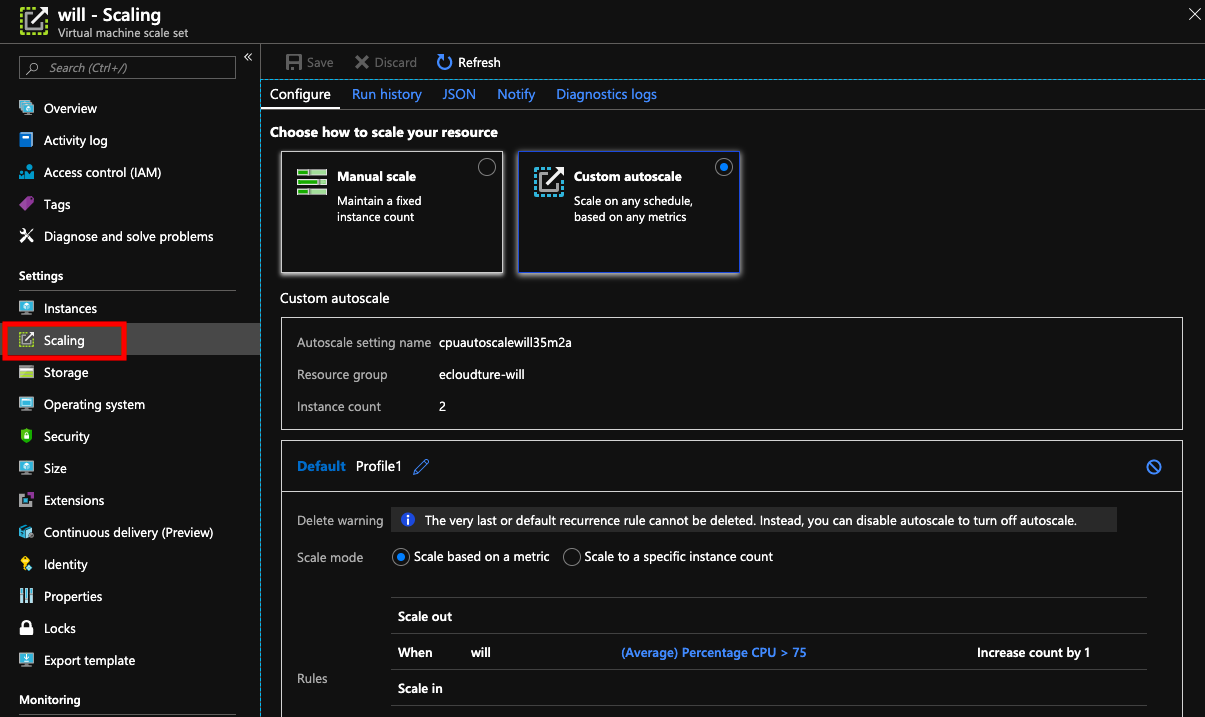 will - Scaling
Virtual machine scale set
Search (Ctrl+/)
Overview
Activity log
Access control (IAM)
Tags
Diagnose and solve problems
Settings
Instances
Scaling
Storage
Operating system
Security
Size
Extensions
Continuous delivery (Preview)
Identity
Properties
Locks
Export template
Monitoring
Save Discard Refresh
Configure Run history JSON Notify Diagnostics logs
Choose how to scale your resource
Manual scale
Maintain a fixed
instance count
Custom autoscale
Scale on any schedule,
based on any metrics
Custom autoscale
Autoscale setting name cpuautoscalewill35m2a
Resource group ecloudture-will
Instance count 2
Default Profile1
Delete warning The very last or default recurrence rule cannot be deleted. Instead, you can disable autoscale to turn off autoscale.
Scale mode Scale based on a metric Scale to a specific instance count
Rules
Scale out
When will (Average) Percentage CPU > 75 Increase count by 1
Scale in